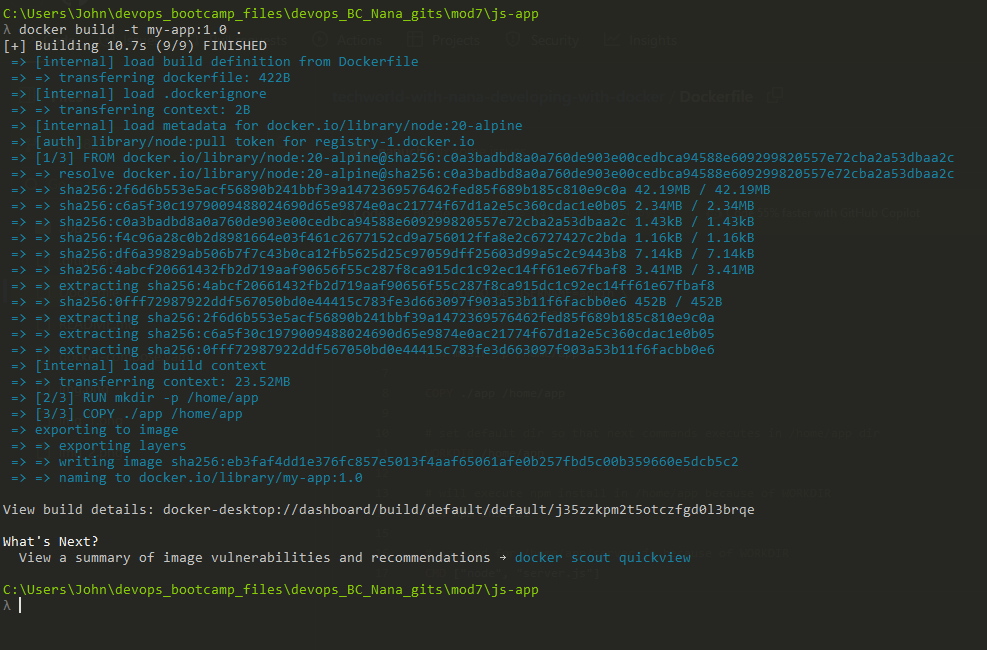 C:\Users\John\devops_bootcamp_files\devops_BC_Nana_gits\mod7\js-app
λ docker build -t my-app:1.0 .
[+] Building 10.7s (9/9) FINISHED
=> [internal] load build definition from Dockerfile
=> => transferring dockerfile: 422B
=> [internal] load .dockerignore
=> => transferring context: 2B
=> [internal] load metadata for docker.io/library/node:20-alpine
=> [auth] library/node:pull token for registry-1.docker.io
=> [1/3] FROM docker.io/library/node:20-alpine@sha256:c0a3badbd8a0a760de903e00cedbca94588e609299820557e72cba2a53dbaa2c
=> => resolve docker.io/library/node:20-alpine@sha256:c0a3badbd8a0a760de903e00cedbca94588e609299820557e72cba2a53dbaa2c
=> => sha256:2f6d6b553e5acf56890b241bbf39a1472369576462fed85f689b185c810e9c0a 42.19MB / 42.19MB
=> => sha256:c6a5f30c1979009488024690d65e9874e0ac21774f67d1a2e5c360cdac1e0b05 2.34MB / 2.34MB
=> => sha256:c0a3badbd8a0a760de903e00cedbca94588e609299820557e72cba2a53dbaa2c 1.43kB / 1.43kB
=> => sha256:f4c96a28c0b2d8981664e03f461c2677152cd9a756012ffa8e2c6727427c2bda 1.16kB / 1.16kB
=> => sha256:df6a39829ab506b7f7c43b0ca12fb5625d25c97059dff25603d99a5c2c9443b8 7.14kB / 7.14kB
=> => sha256:4abcf20661432fb2d719aaf90656f55c287f8ca915dc1c92ec14ff61e67fbaf8 3.41MB / 3.41MB
=> => extracting sha256:4abcf20661432fb2d719aaf90656f55c287f8ca915dc1c92ec14ff61e67fbaf8
=> => sha256:0fff72987922ddf567050bd0e44415c783fe3d663097f903a53b11f6facbb0e6 452B / 452B
=> => extracting sha256:2f6d6b553e5acf56890b241bbf39a1472369576462fed85f689b185c810e9c0a
=> => extracting sha256:c6a5f30c1979009488024690d65e9874e0ac21774f67d1a2e5c360cdac1e0b05
=> => extracting sha256:0fff72987922ddf567050bd0e44415c783fe3d663097f903a53b11f6facbb0e6
=> [internal] load build context
=> => transferring context: 23.52MB
=> [2/3] RUN mkdir -p /home/app
=> [3/3] COPY ./app /home/app
=> exporting to image
=> => exporting layers
=> => writing image sha256:eb3faf4dd1e376fc857e5013f4aaf65061afe0b257fbd5c00b359660e5dcb5c2
=> => naming to docker.io/library/my-app:1.0
View build details: docker-desktop://dashboard/build/default/default/j35zzkpm2t5otczfgd0l3brqe
What's Next?
View a summary of image vulnerabilities and recommendations → docker scout quickview
C:\Users\John\devops_bootcamp_files\devops_BC_Nana_gits\mod7\js-app
λ